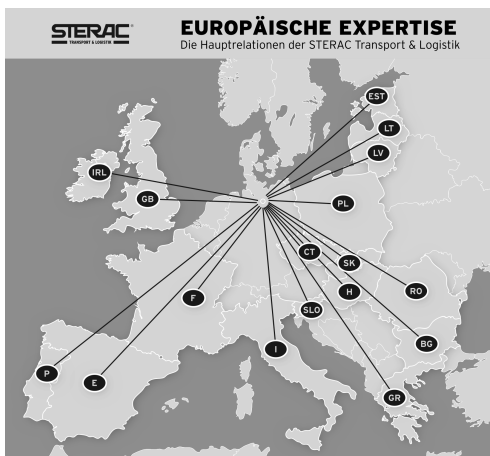 STERAC®
TRANSPORT & LOGISTIK
EUROPÄISCHE EXPERTISE
Die Hauptrelationen der STERAC Transport & Logistik
EST
LT
LV
IRL
GB
PL
CT
SK
H
RO
F
SLO
BG
I
P
E
GR